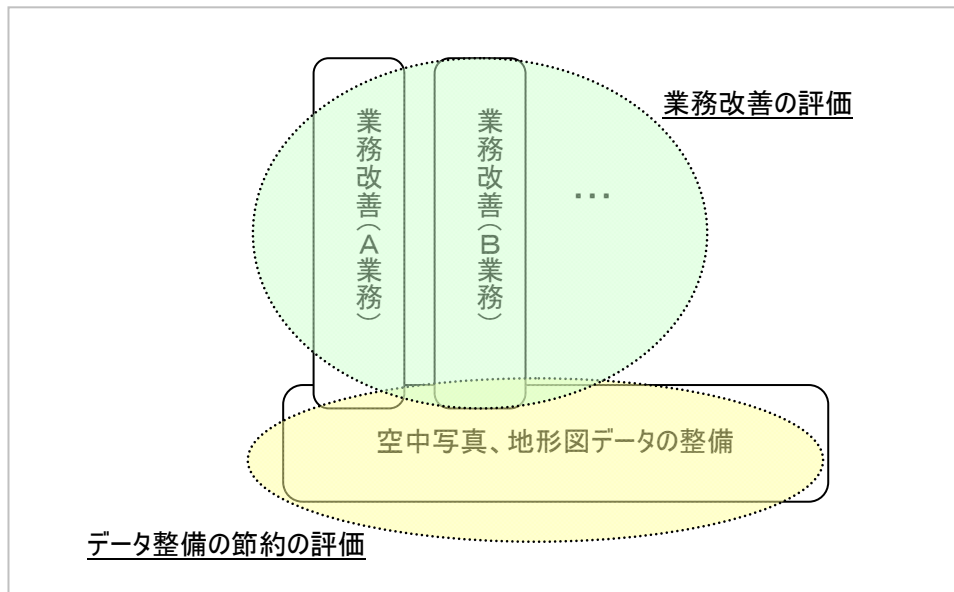 業務改善の評価
業務改善(A業務)
業務改善(B業務)
…
空中写真、地形図データの整備
データ整備の節約の評価